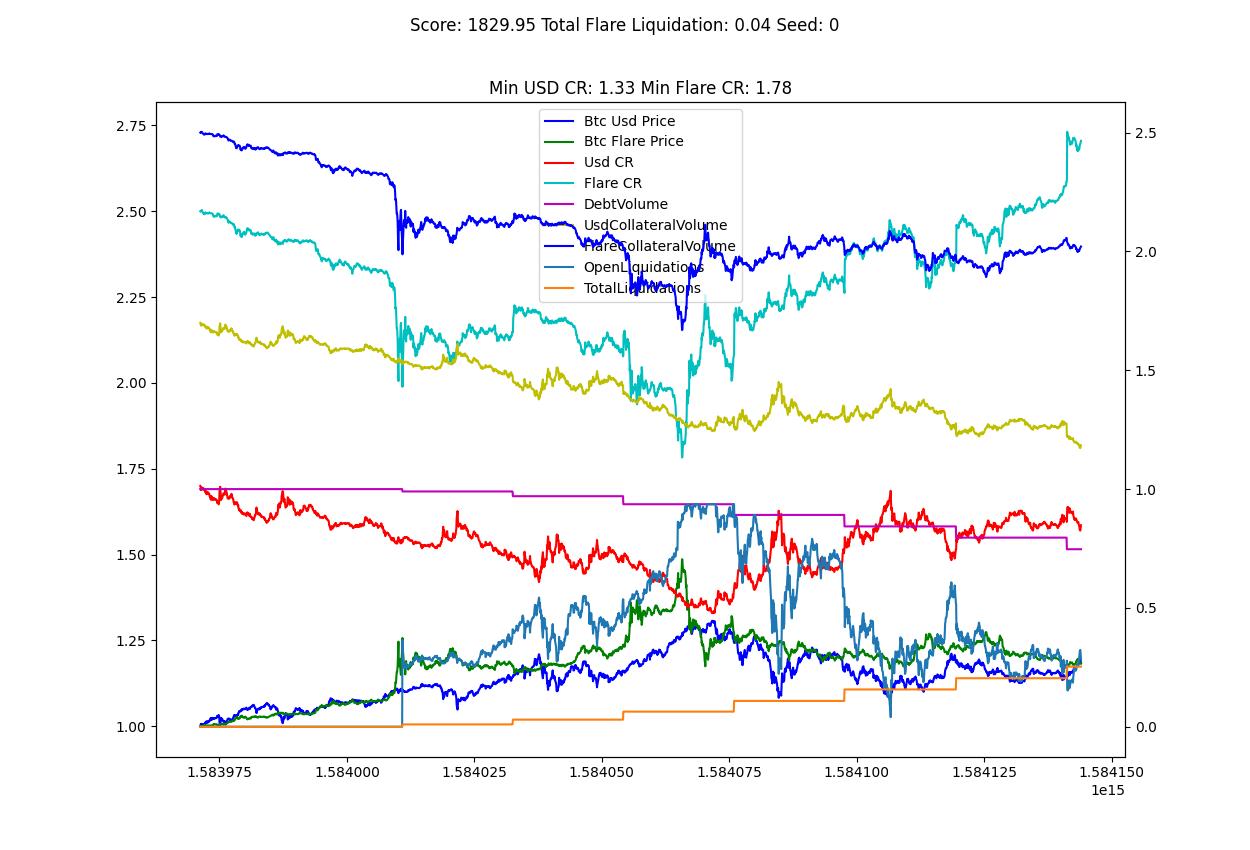 Score: 1829.95 Total Flare Liquidation: 0.04 Seed: 0
Min USD CR: 1.33 Min Flare CR: 1.78
Btc Usd Price
Btc Flare Price
Usd CR
Flare CR
DebtVolume
UsdCollateralVolume
FlareCollateralVolume
OpenLiquidations
TotalLiquidations
2.75
2.50
2.25
2.00
1.75
1.50
1.25
1.00
2.5
2.0
1.5
1.0
0.5
0.0
1.583975 1.584000 1.584025 1.584050 1.584075 1.584100 1.584125 1.584150
1e15